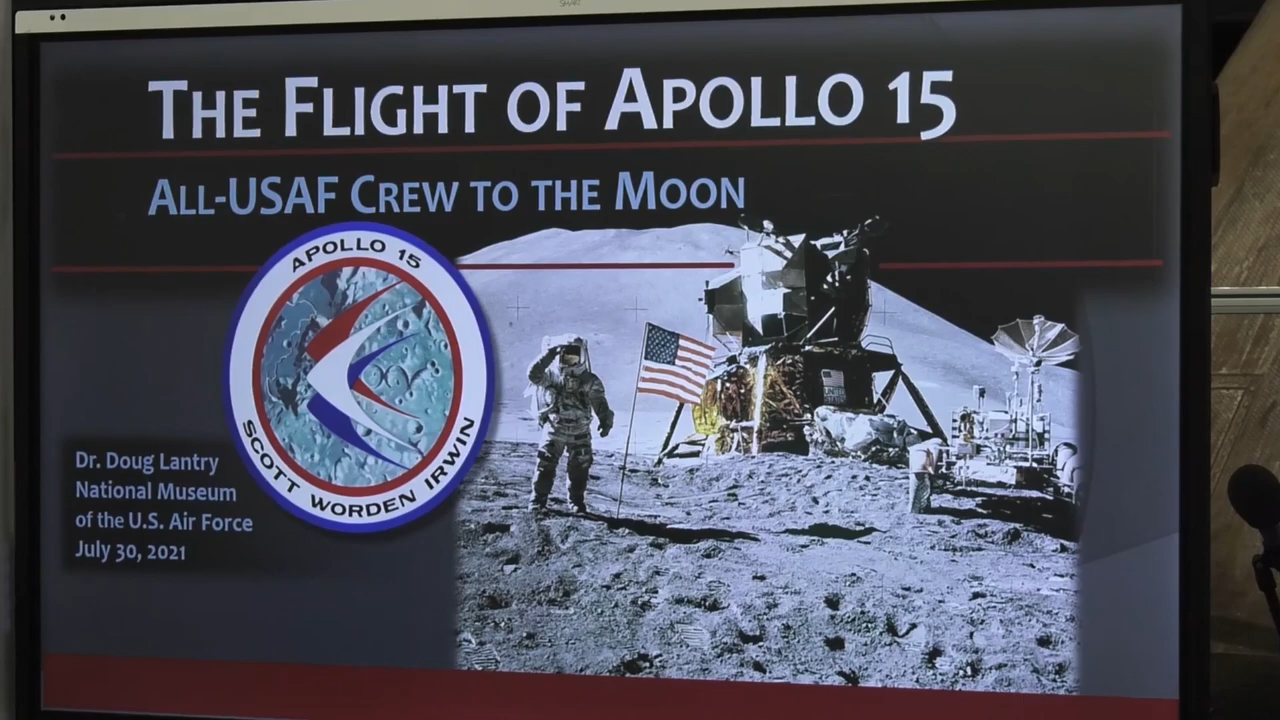 SMART
THE FLIGHT OF APOLLO 15
ALL-USAF CREW TO THE MOON
APOLLO 15
SCOTT WORDEN IRWIN
Dr. Doug Lantry
National Museum
of the U.S. Air Force
July 30, 2021